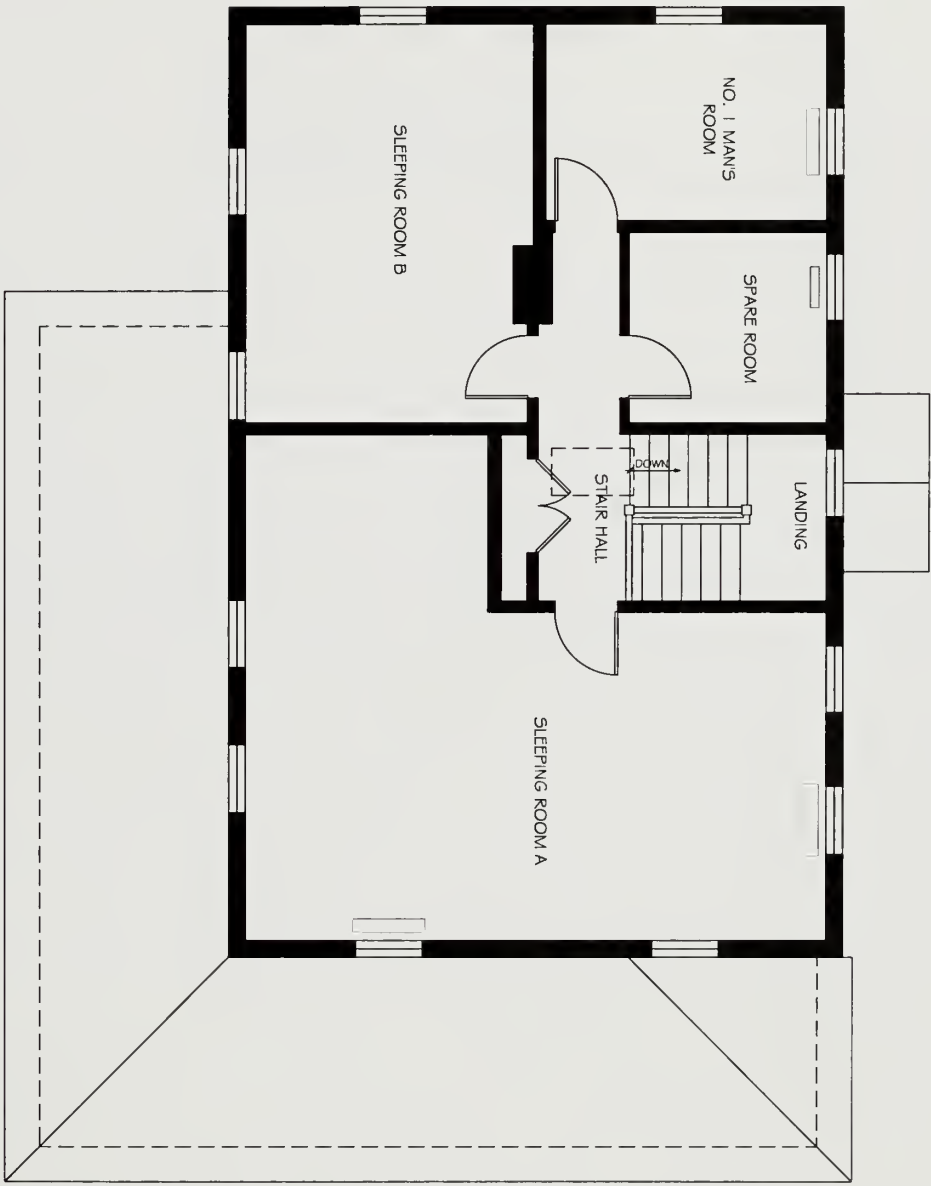 NO. 1 MAN'S
ROOM
SLEEPING ROOM B
SPARE ROOM
DOWN
LANDING
STAIR HALL
SLEEPING ROOM A